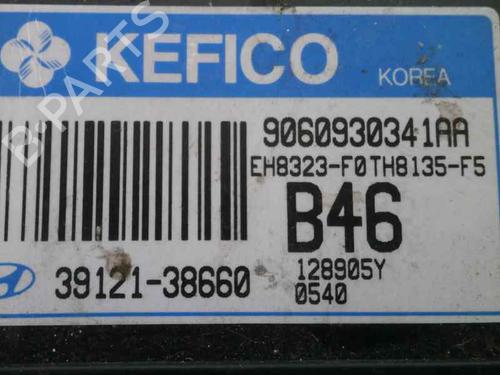 KEFICO
KOREA
9060930341AA
EH8323-F0TH8135-F5
B46
39121-38660
128905Y
0540
B-PARTS